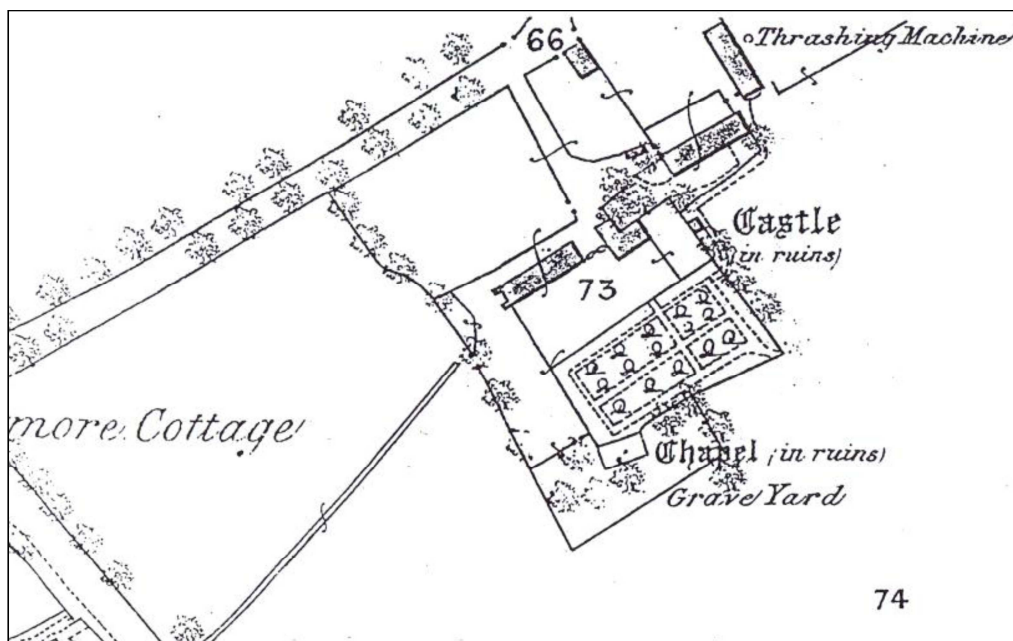 66
Thrashing Machine
Castle
(in ruins)
73
more Cottage
Chapel (in ruins)
Grave Yard
74